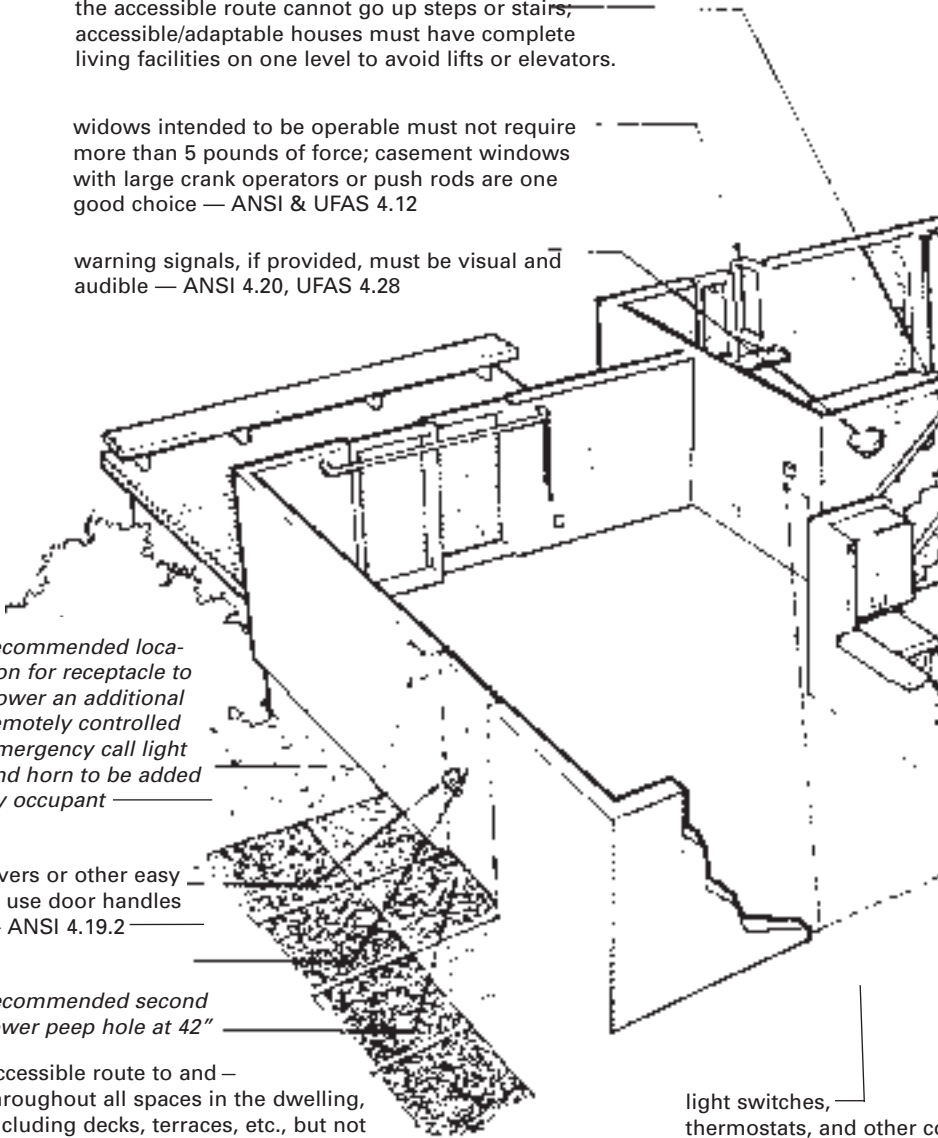 the accessible route cannot go up steps or stairs;
accessible/adaptable houses must have complete
living facilities on one level to avoid lifts or elevators.
widows intended to be operable must not require
more than 5 pounds of force; casement windows
with large crank operators or push rods are one
good choice — ANSI & UFAS 4.12
warning signals, if provided, must be visual and
audible — ANSI 4.20, UFAS 4.28
ecommended loca-
on for receptacle to
ower an additional
emotely controlled
mergency call light
nd horn to be added
y occupant
vers or other easy
use door handles
- ANSI 4.19.2
ecommended second
ower peep hole at 42"
ccessible route to and
roughout all spaces in the dwelling,
cluding decks, terraces, etc., but not
light switches,
thermostats, and other co